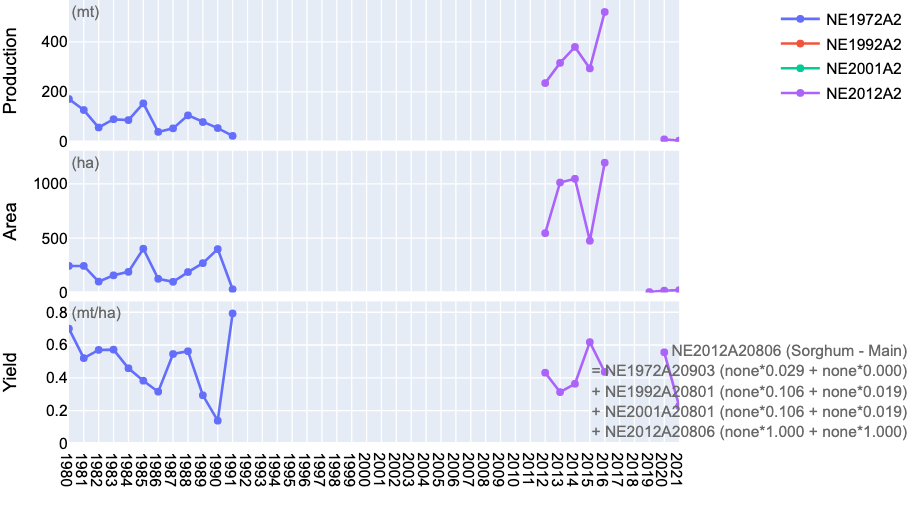 (mt)
Production
400
200
0
NE1972A2
NE1992A2
NE2001A2
NE2012A2
(ha)
Area
1000
500
0
(mt/ha)
Yield
0.8
0.6
0.4
0.2
0
NE2012A20806 (Sorghum - Main)
= NE1972A20903 (none*0.029 + none*0.000)
+ NE1992A20801 (none*0.106 + none*0.019)
+ NE2001A20801 (none*0.106 + none*0.019)
+ NE2012A20806 (none*1.000 + none*1.000)
1980 1981 1982 1983 1984 1985 1986 1987 1988 1989 1990 1991 1992 1993 1994 1995 1996 1997 1998 1999 2000 2001 2002 2003 2004 2005 2006 2007 2008 2009 2010 2011 2012 2013 2014 2015 2016 2017 2018 2019 2020 2021